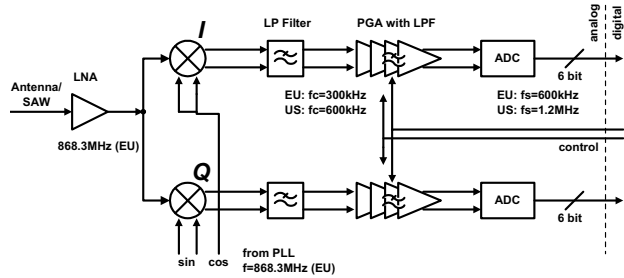 I
LP Filter
PGA with LPF
analog
digital
LNA
ADC
6 bit
Antenna/
SAW
EU: fc=300kHz
US: fc=600kHz
EU: fs=600kHz
US: fs=1.2MHz
868.3MHz (EU)
control
Q
ADC
6 bit
sin
cos
from PLL
f=868.3MHz (EU)